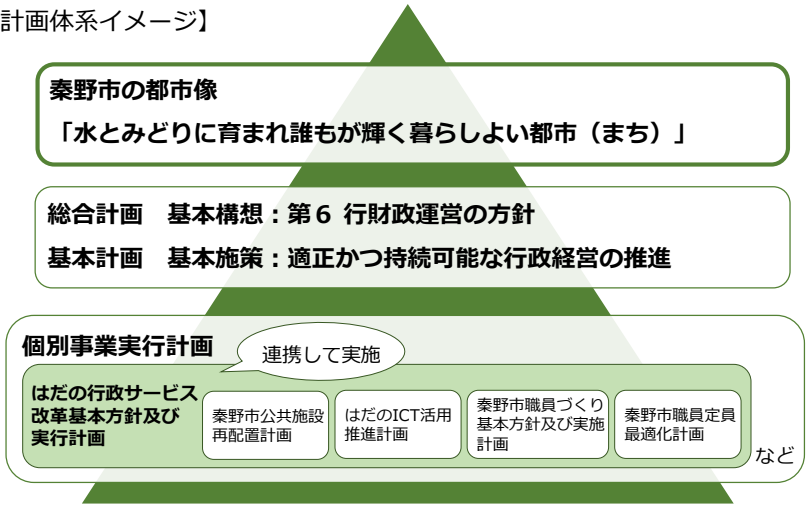 計画体系イメージ】
秦野市の都市像
「水とみどりに育まれ誰もが輝く暮らしよい都市（まち）」
総合計画　基本構想：第６ 行財政運営の方針
基本計画　基本施策：適正かつ持続可能な行政経営の推進
個別事業実行計画
連携して実施
はだの行政サービス
改革基本方針及び
実行計画
秦野市公共施設
再配置計画
はだのICT活用
推進計画
秦野市職員づくり
基本方針及び実施
計画
秦野市職員定員
最適化計画
など